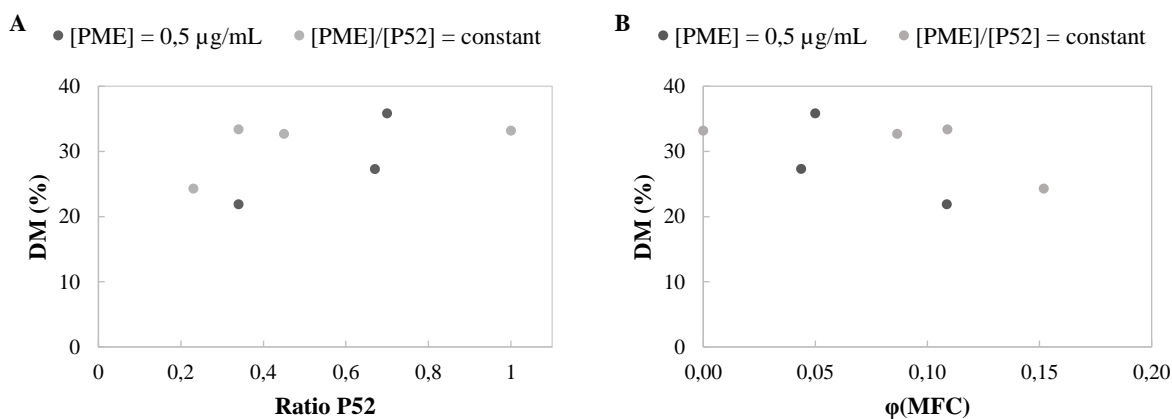 A
[PME] = 0,5 µg/mL [PME]/[P52] = constant
DM (%)
40
30
20
10
0
0 0,2 0,4 0,6 0,8 1
Ratio P52
B
[PME] = 0,5 µg/mL [PME]/[P52] = constant
DM (%)
40
30
20
10
0
0,00 0,05 0,10 0,15 0,20
φ(MFC)